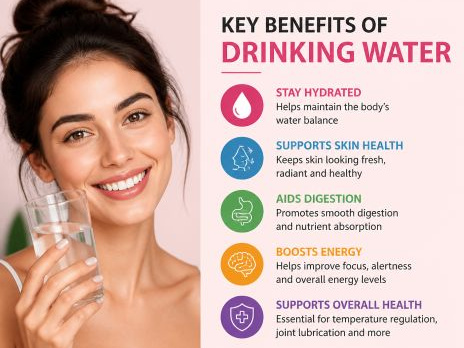 KEY BENEFITS OF
DRINKING WATER
STAY HYDRATED
Helps maintain the body's
water balance
SUPPORTS SKIN HEALTH
Keeps skin looking fresh,
radiant and healthy
AIDS DIGESTION
Promotes smooth digestion
and nutrient absorption
BOOSTS ENERGY
Helps improve focus, alertness
and overall energy levels
SUPPORTS OVERALL HEALTH
Essential for temperature regulation,
joint lubrication and more